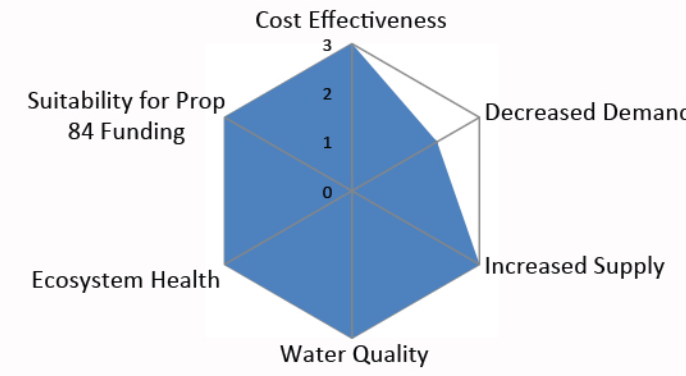 Cost Effectiveness
3
Suitability for Prop
84 Funding
2
Decreased Demand
1
0
Ecosystem Health
Increased Supply
Water Quality